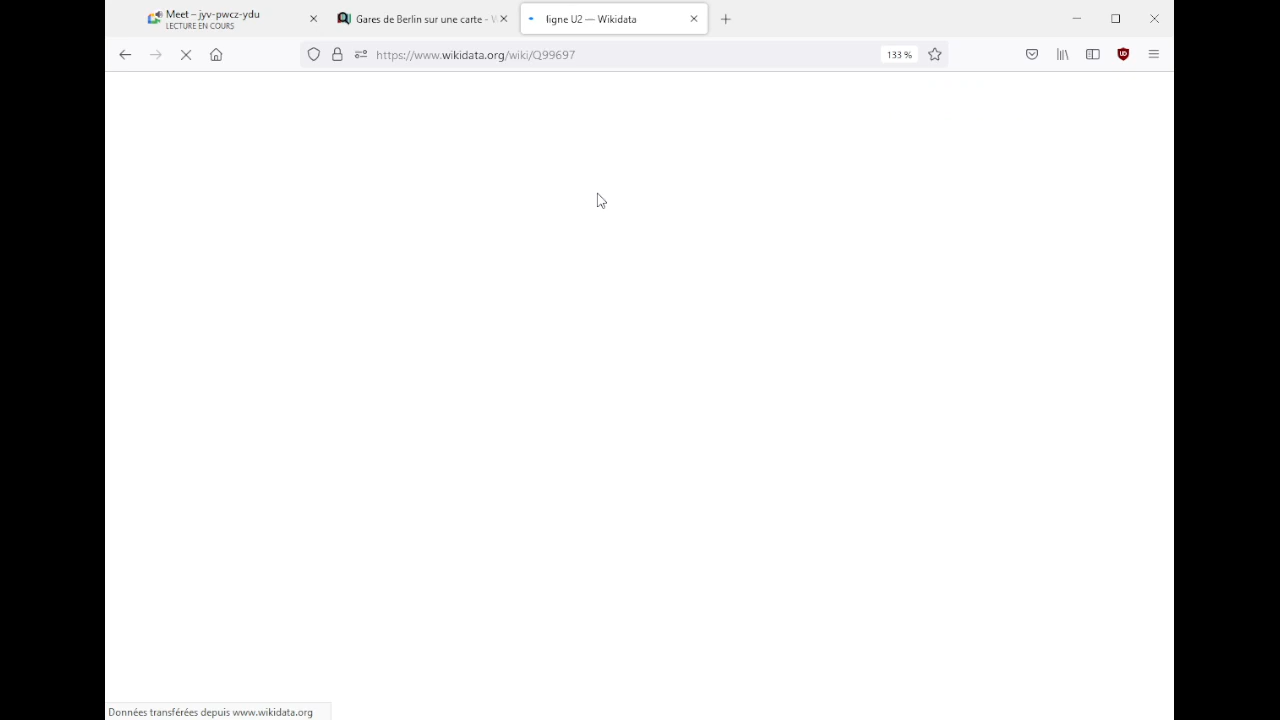 Meet – jyv-pwcz-ydu
LECTURE EN COURS
Gares de Berlin sur une carte -
ligne U2 — Wikidata
https://www.wikidata.org/wiki/Q99697
133 %
Données transférées depuis www.wikidata.org